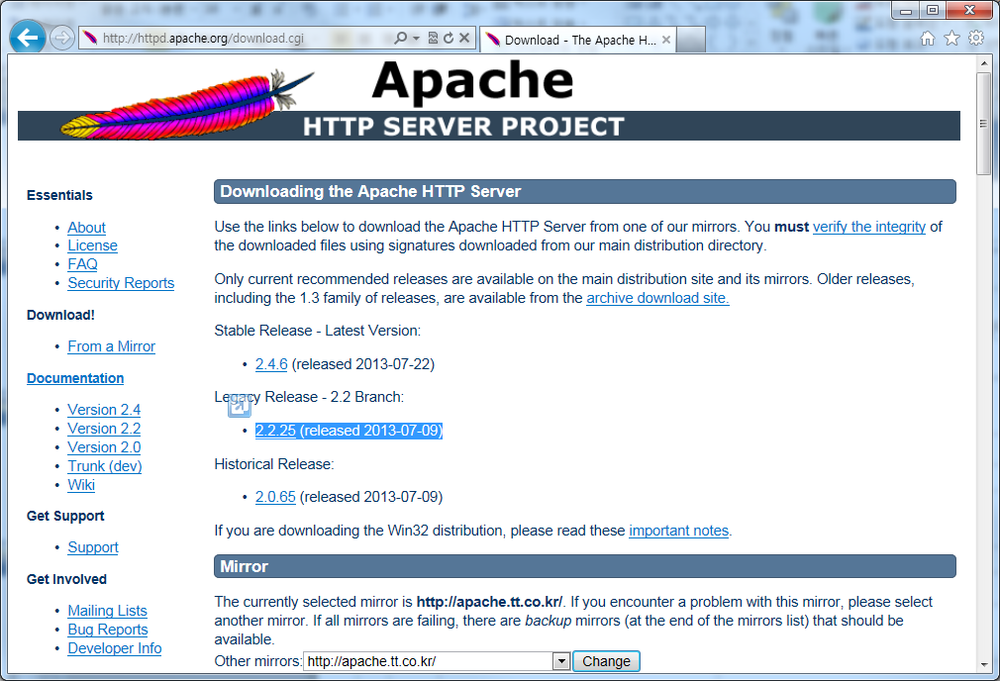 http://httpd.apache.org/download.cgi
Download - The Apache H...
Apache
HTTP SERVER PROJECT
Essentials
• About
• License
• FAQ
• Security Reports
Download!
• From a Mirror
Documentation
• Version 2.4
• Version 2.2
• Version 2.0
• Trunk (dev)
• Wiki
Get Support
• Support
Get Involved
• Mailing Lists
• Bug Reports
• Developer Info
Downloading the Apache HTTP Server
Use the links below to download the Apache HTTP Server from one of our mirrors. You must verify the integrity of
the downloaded files using signatures downloaded from our main distribution directory.
Only current recommended releases are available on the main distribution site and its mirrors. Older releases,
including the 1.3 family of releases, are available from the archive download site.
Stable Release - Latest Version:
• 2.4.6 (released 2013-07-22)
Legacy Release - 2.2 Branch:
• 2.2.25 (released 2013-07-09)
Historical Release:
• 2.0.65 (released 2013-07-09)
If you are downloading the Win32 distribution, please read these important notes.
Mirror
The currently selected mirror is http://apache.tt.co.kr/. If you encounter a problem with this mirror, please select
another mirror. If all mirrors are failing, there are backup mirrors (at the end of the mirrors list) that should be
available.
Other mirrors: http://apache.tt.co.kr/ Change